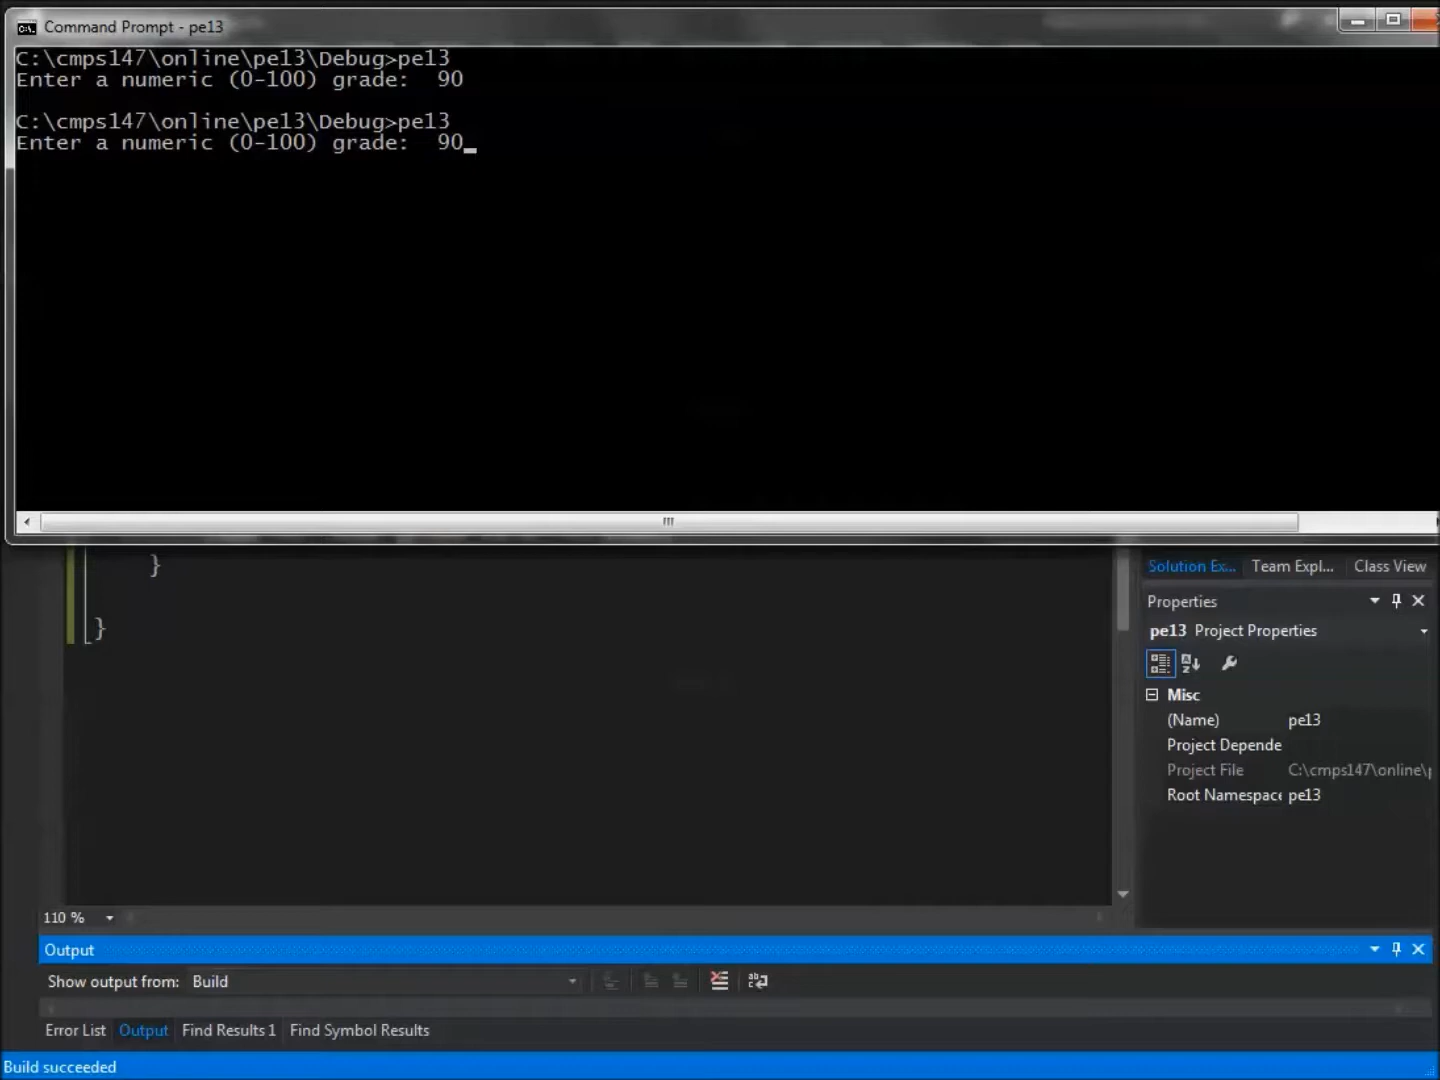 Command Prompt - pe13
C:\cmps147\online\pe13\Debug>pe13
Enter a numeric (0-100) grade:  90
C:\cmps147\online\pe13\Debug>pe13
Enter a numeric (0-100) grade:  90_
}
}
Solution Ex... Team Expl... Class View
Properties
pe13 Project Properties
Misc
(Name) pe13
Project Depende
Project File C:\cmps147\online\p
Root Namespace pe13
110 %
Output
Show output from: Build
Error List Output Find Results 1 Find Symbol Results
Build succeeded